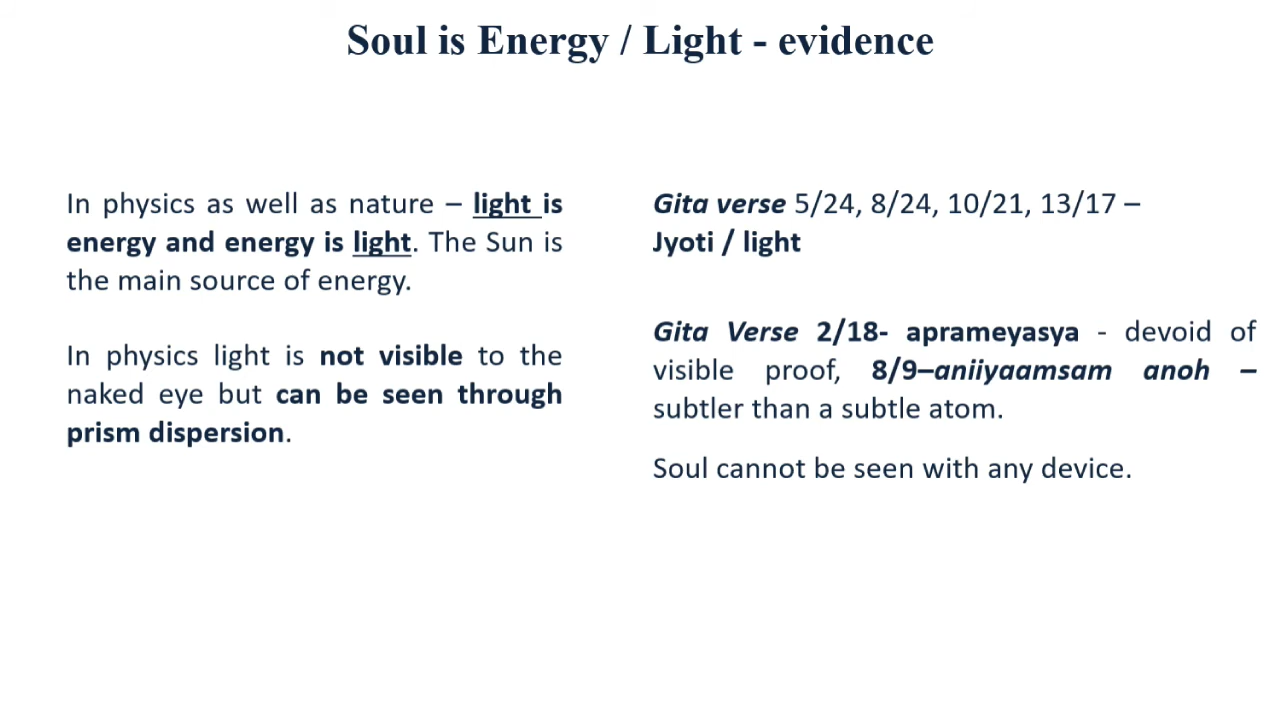 Soul is Energy / Light - evidence
In physics as well as nature – light is
energy and energy is light. The Sun is
the main source of energy.
In physics light is not visible to the
naked eye but can be seen through
prism dispersion.
Gita verse 5/24, 8/24, 10/21, 13/17 –
Jyoti / light
Gita Verse 2/18- aprameyasya - devoid of
visible proof, 8/9–aniiyaamsam anoh –
subtler than a subtle atom.
Soul cannot be seen with any device.